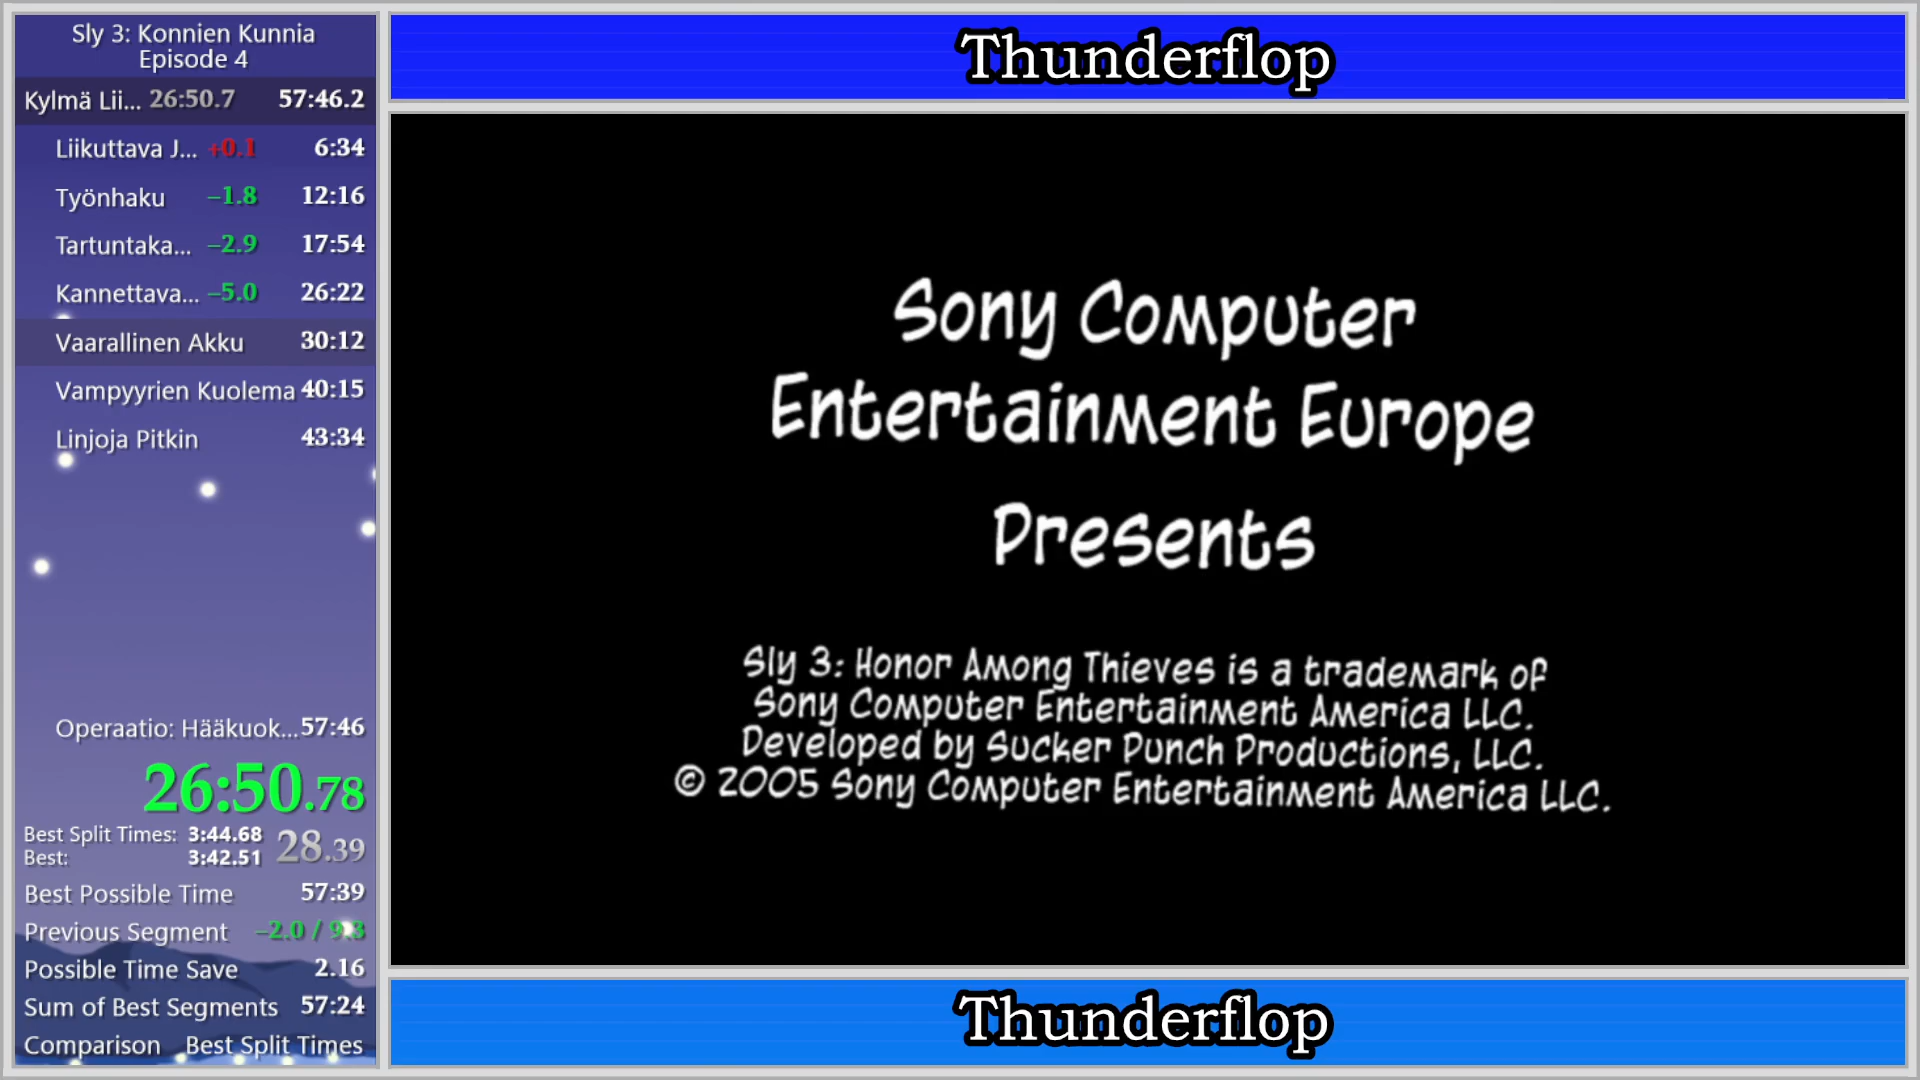 Sly 3: Konnien Kunnia
Episode 4
Kylmä Lii... 26:50.7 57:46.2
Liikuttava J... +0.1 6:34
Työnhaku −1.8 12:16
Tartuntaka... −2.9 17:54
Kannettava... −5.0 26:22
Vaarallinen Akku 30:12
Vampyyrien Kuolema 40:15
Linjoja Pitkin 43:34
Operaatio: Hääkuok... 57:46
26:50.78
Best Split Times: 3:44.68
Best: 3:42.51
28.39
Best Possible Time 57:39
Previous Segment −2.0 / 9.3
Possible Time Save 2.16
Sum of Best Segments 57:24
Comparison Best Split Times
Thunderflop
Sony Computer
Entertainment Europe
Presents
Sly 3: Honor Among Thieves is a trademark of
Sony Computer Entertainment America LLC.
Developed by Sucker Punch Productions, LLC.
© 2005 Sony Computer Entertainment America LLC.
Thunderflop